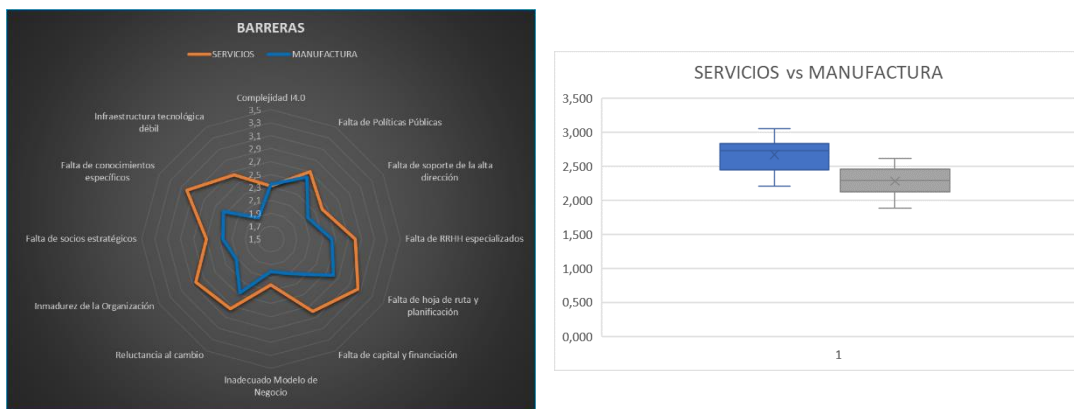 BARRERAS
SERVICIOS
MANUFACTURA
Complejidad I4.0
Falta de Políticas Públicas
Falta de soporte de la alta
dirección
Falta de RRHH especializados
Falta de hoja de ruta y
planificación
Falta de capital y financiación
Inadecuado Modelo de
Negocio
Reluctancia al cambio
Inmadurez de la Organización
Falta de socios estratégicos
Falta de conocimientos
específicos
Infraestructura tecnológica
débil
3,5
3,3
3,1
2,9
2,7
2,5
2,3
2,1
1,9
1,7
1,5
SERVICIOS vs MANUFACTURA
3,500
3,000
2,500
2,000
1,500
1,000
0,500
0,000
1